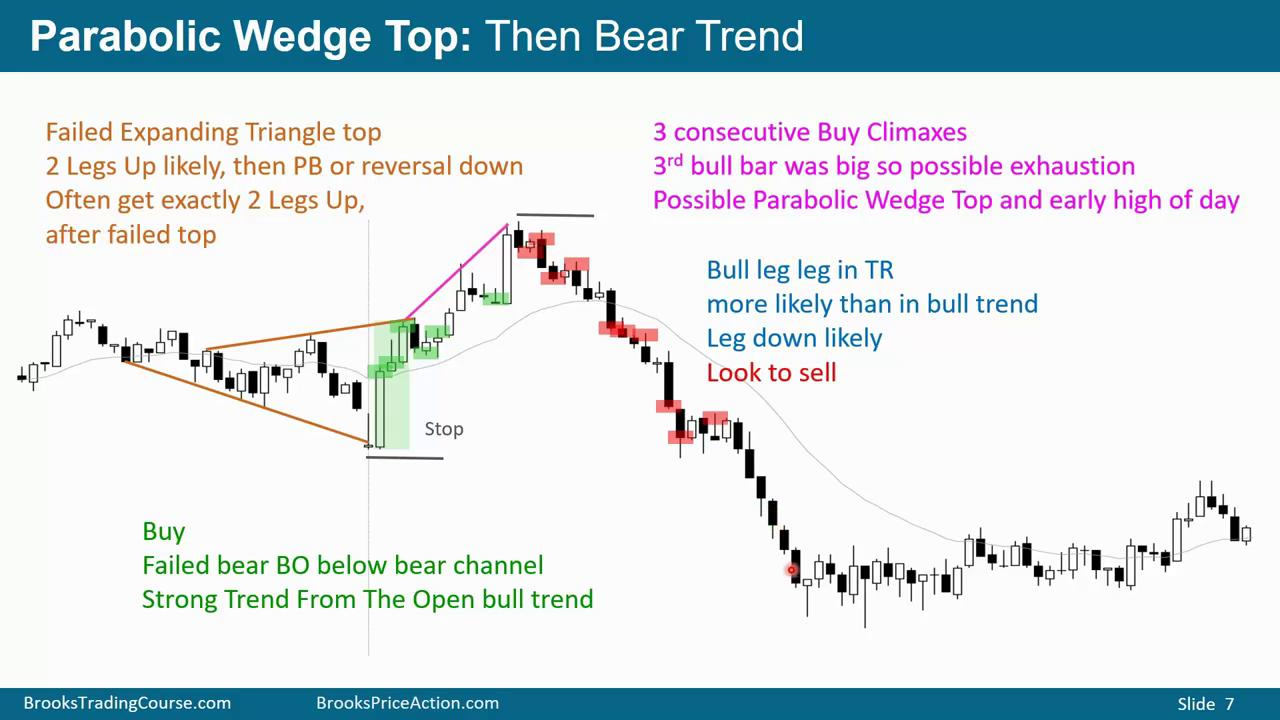 Parabolic Wedge Top: Then Bear Trend
Failed Expanding Triangle top
2 Legs Up likely, then PB or reversal down
Often get exactly 2 Legs Up,
after failed top
3 consecutive Buy Climaxes
3rd bull bar was big so possible exhaustion
Possible Parabolic Wedge Top and early high of day
Bull leg leg in TR
more likely than in bull trend
Leg down likely
Look to sell
Stop
Buy
Failed bear BO below bear channel
Strong Trend From The Open bull trend
BrooksTradingCourse.com
BrooksPriceAction.com
Slide 7